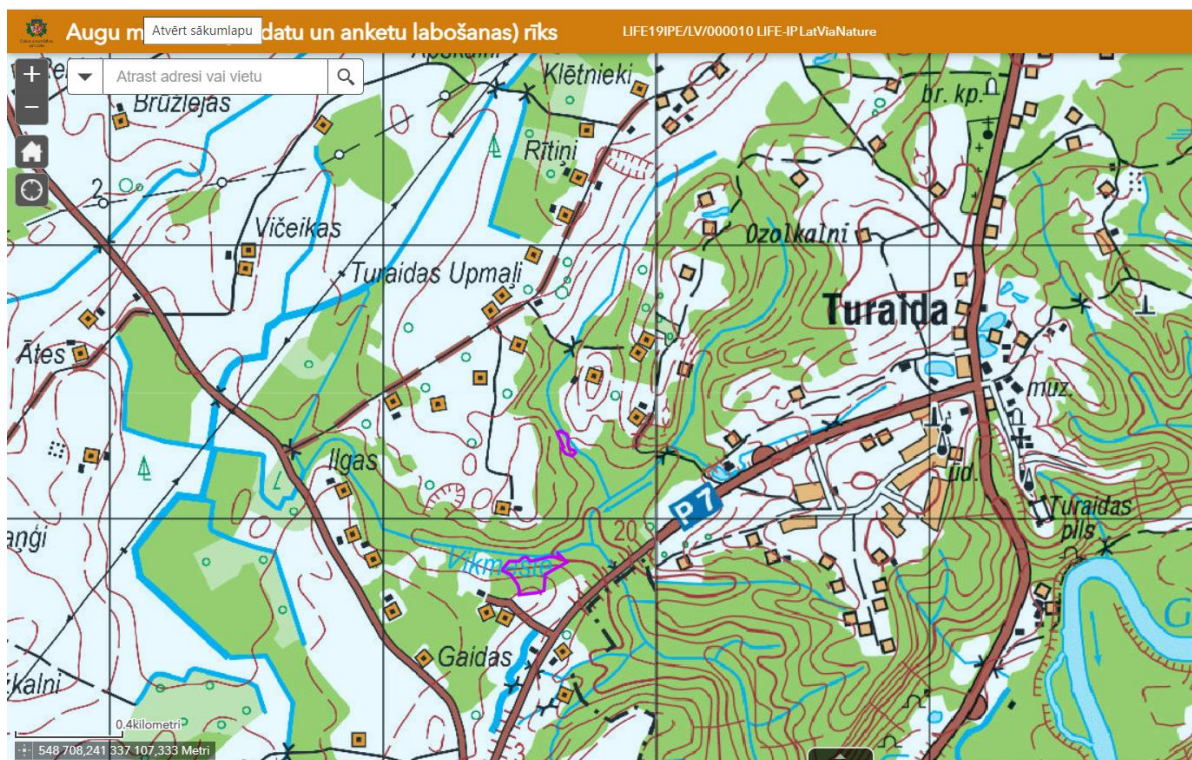 Augu m
datu un anketu labošanas) rīks
Atvērt sākumlapu
LIFE19IPE/LV/000010 LIFE-IP LatViaNature
+
Atrast adresi vai vietu
−
Klētnieki
Brūzlejas
br. kp.
Rītiņi
2
Vičeikas
Ozolkalni
Turaidas Upmaļi
Turaida
Ātes
muz.
Ilgas
ūd.
P 7
Turaidas
pils
20
Vikmeste
G
Gaidas
0.4kilometri
548 708,241 337 107,333 Metri